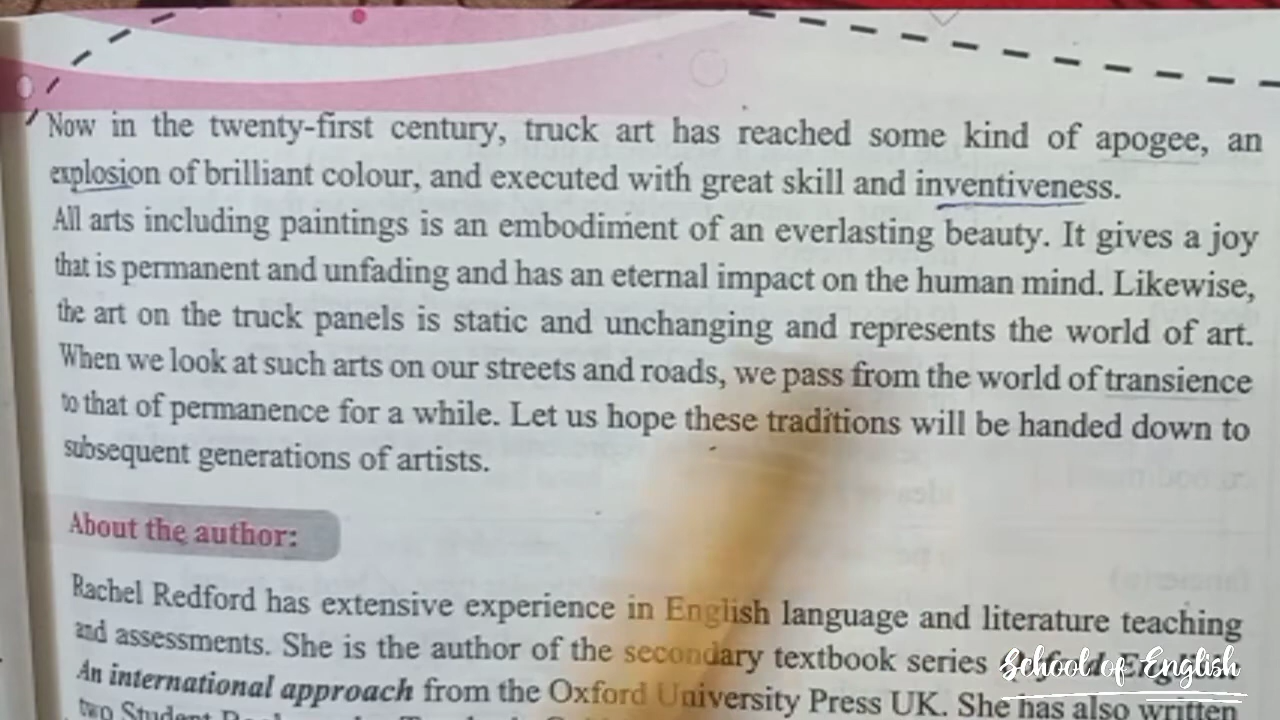 Now in the twenty-first century, truck art has reached some kind of apogee, an
explosion of brilliant colour, and executed with great skill and inventiveness.
All arts including paintings is an embodiment of an everlasting beauty. It gives a joy
that is permanent and unfading and has an eternal impact on the human mind. Likewise,
the art on the truck panels is static and unchanging and represents the world of art.
When we look at such arts on our streets and roads, we pass from the world of transience
to that of permanence for a while. Let us hope these traditions will be handed down to
subsequent generations of artists.
About the author:
Rachel Redford has extensive experience in English language and literature teaching
and assessments. She is the author of the secondary textbook series
School of English
An international approach from the Oxford University Press UK. She has also written
two Student